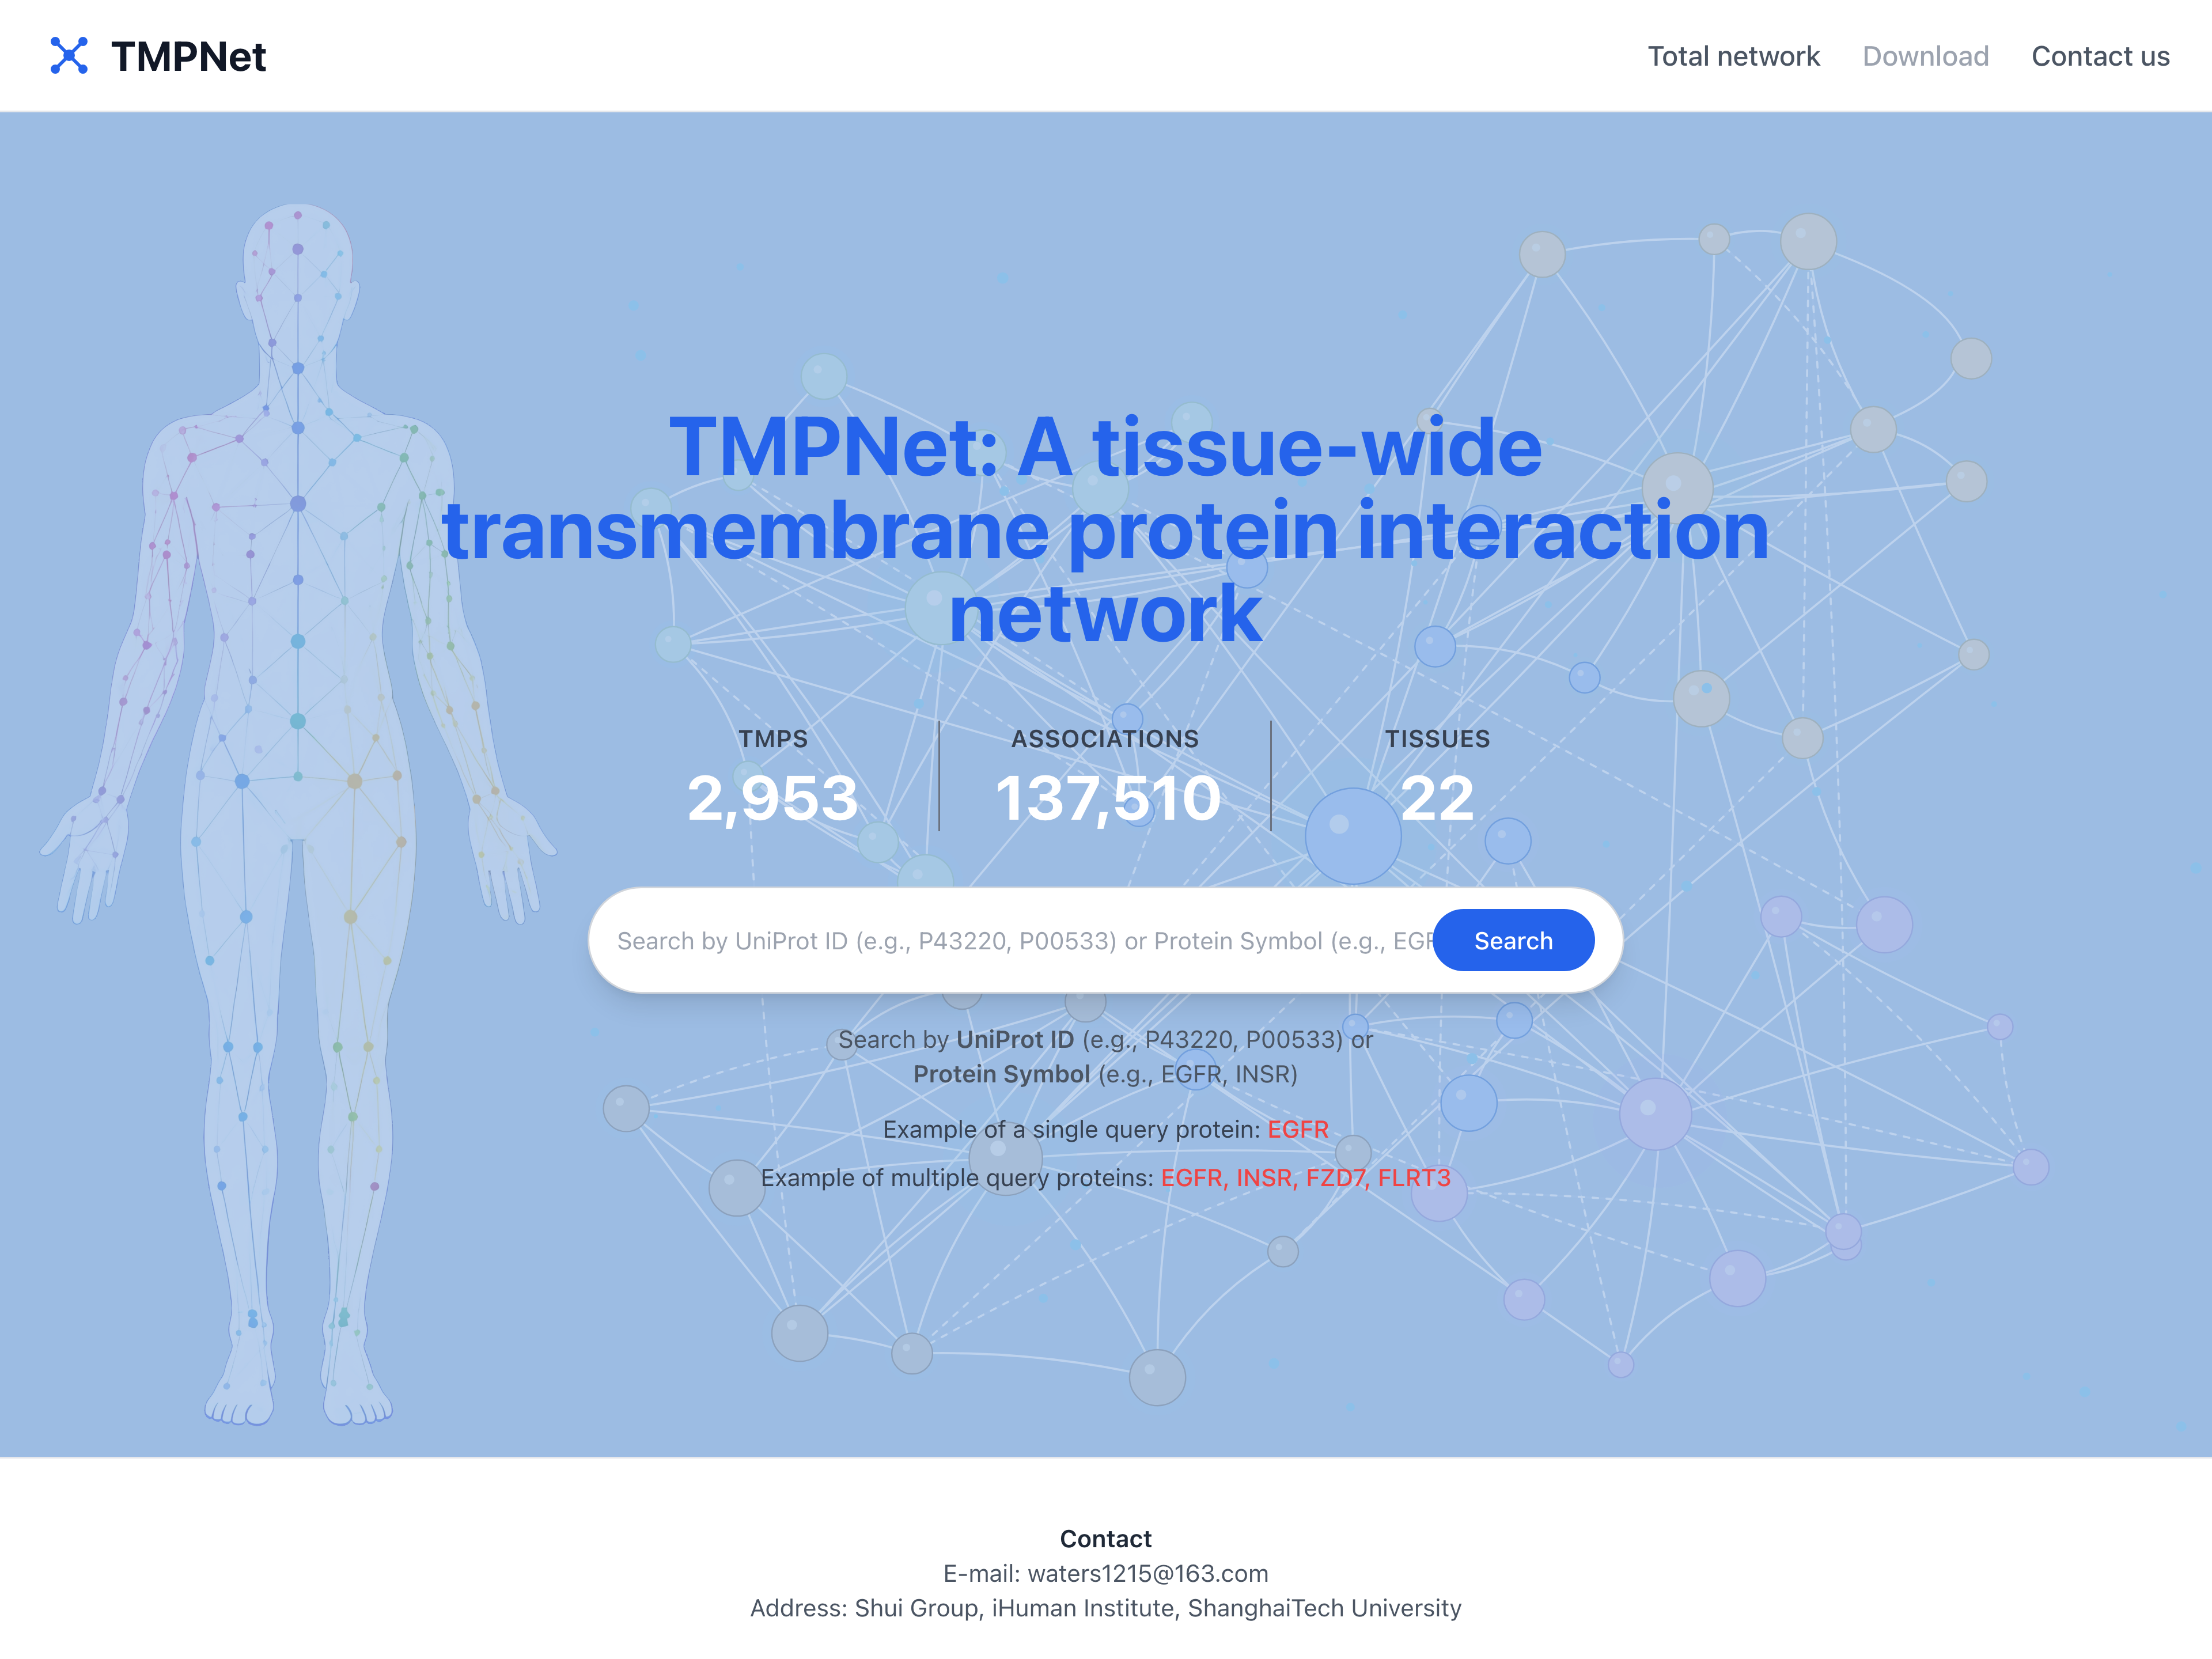 TMPNet
Total network
Download
Contact us
TMPNet: A tissue-wide
transmembrane protein interaction
network
TMPS
2,953
ASSOCIATIONS
137,510
TISSUES
22
Search by UniProt ID (e.g., P43220, P00533) or Protein Symbol (e.g., EGF
Search
Search by UniProt ID (e.g., P43220, P00533) or
Protein Symbol (e.g., EGFR, INSR)
Example of a single query protein: EGFR
Example of multiple query proteins: EGFR, INSR, FZD7, FLRT3
Contact
E-mail: waters1215@163.com
Address: Shui Group, iHuman Institute, ShanghaiTech University